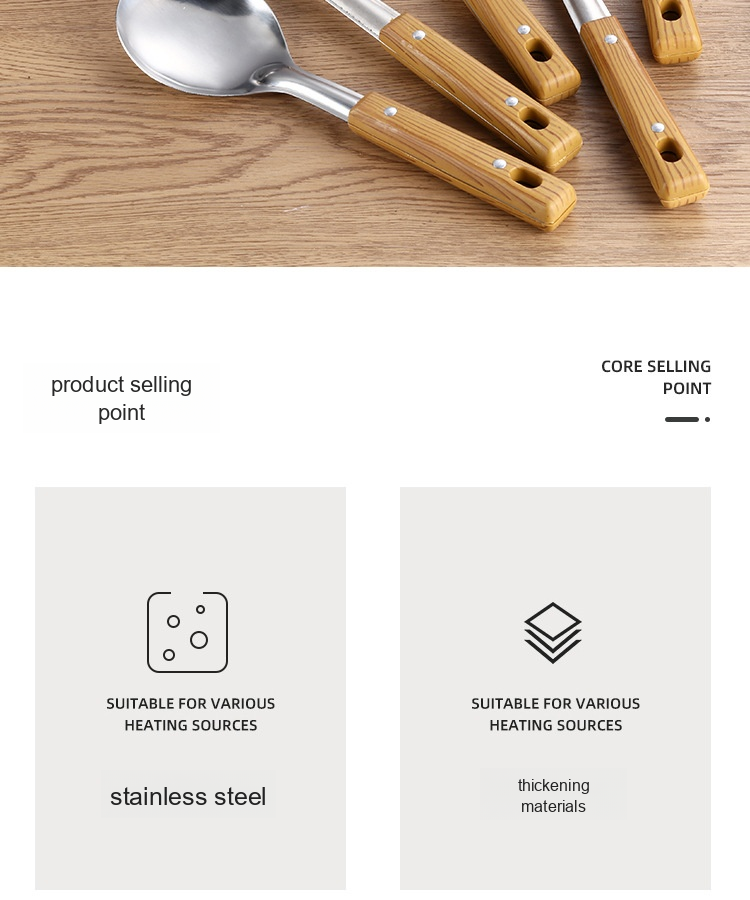 product selling
point
CORE SELLING
POINT
SUITABLE FOR VARIOUS
HEATING SOURCES
stainless steel
SUITABLE FOR VARIOUS
HEATING SOURCES
thickening
materials